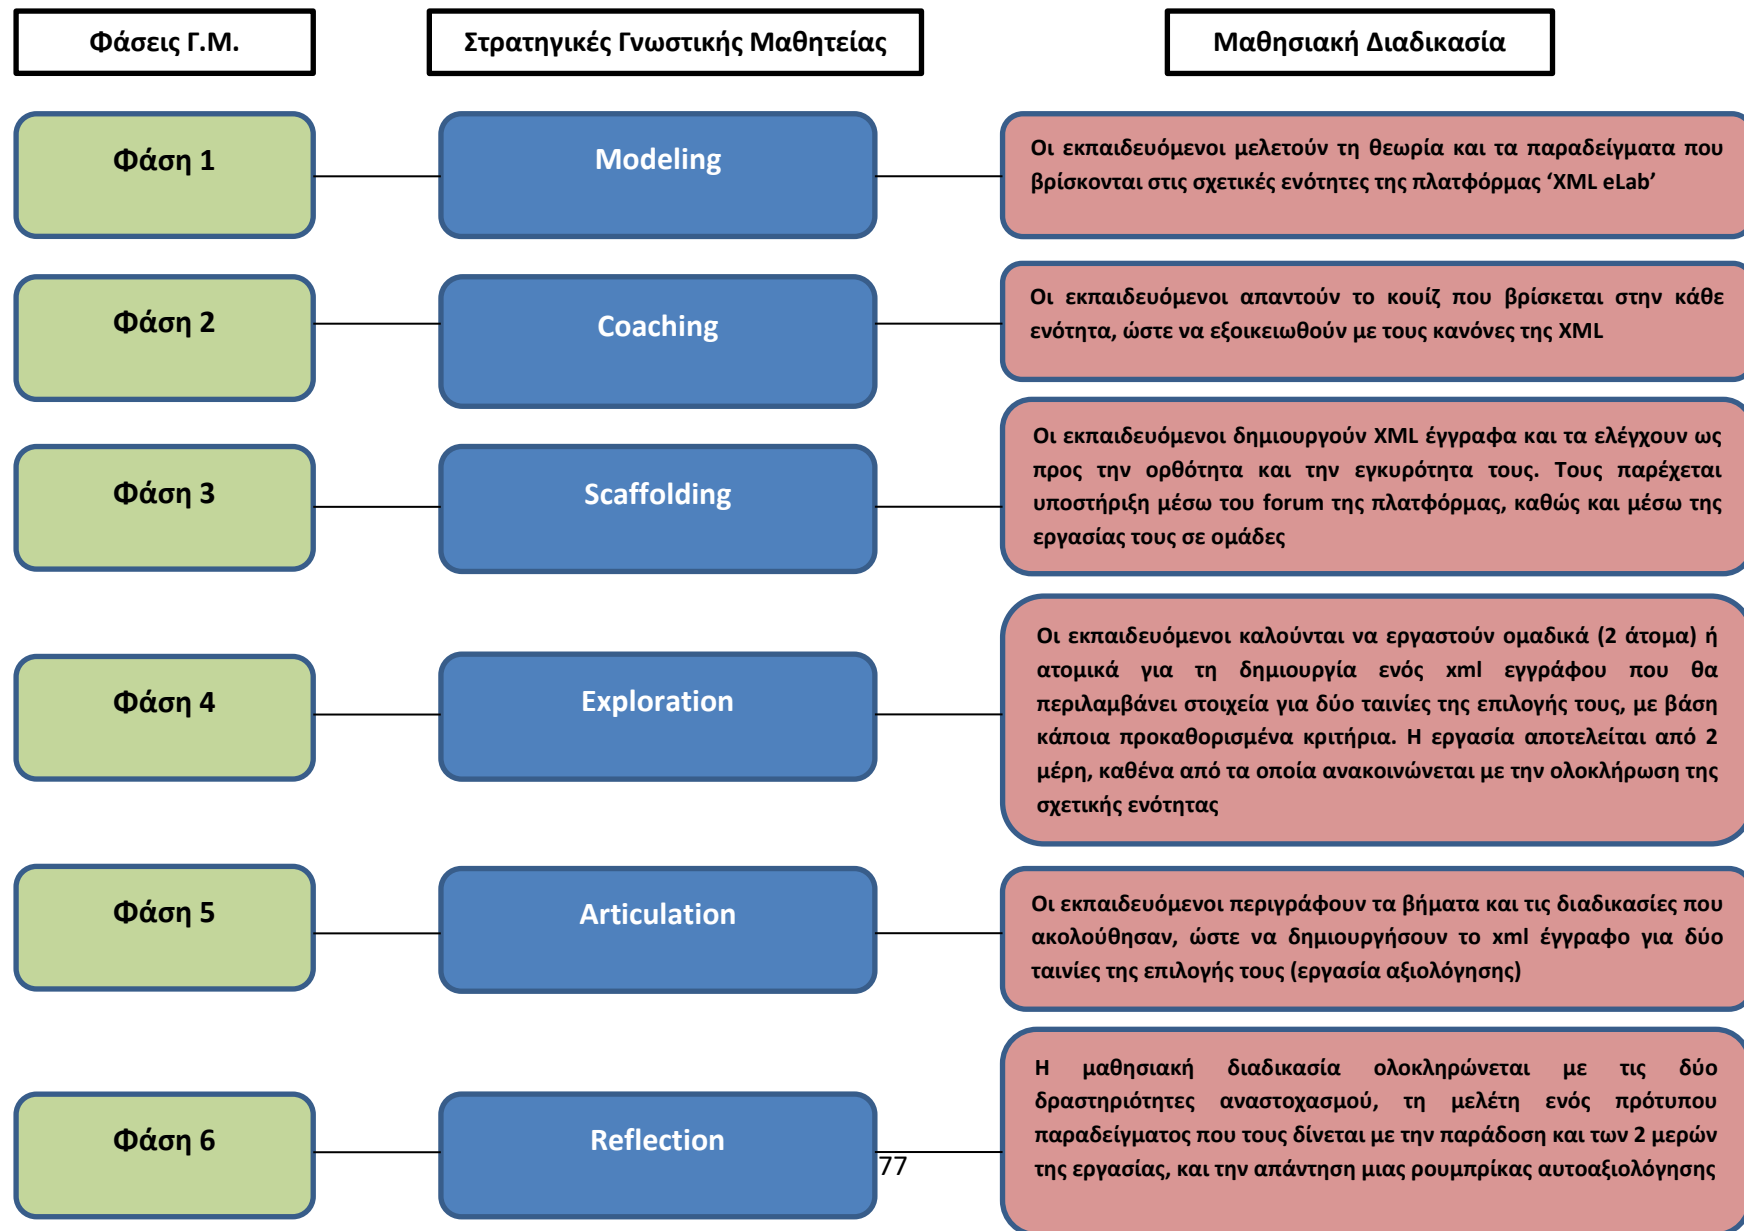 Φάσεις Γ.Μ.
Στρατηγικές Γνωστικής Μαθητείας
Μαθησιακή Διαδικασία
Φάση 1
Modeling
Οι εκπαιδευόμενοι μελετούν τη θεωρία και τα παραδείγματα που
βρίσκονται στις σχετικές ενότητες της πλατφόρμας ‘XML eLab’
Φάση 2
Coaching
Οι εκπαιδευόμενοι απαντούν το κουίζ που βρίσκεται στην κάθε
ενότητα, ώστε να εξοικειωθούν με τους κανόνες της XML
Φάση 3
Scaffolding
Οι εκπαιδευόμενοι δημιουργούν XML έγγραφα και τα ελέγχουν ως
προς την ορθότητα και την εγκυρότητα τους. Τους παρέχεται
υποστήριξη μέσω του forum της πλατφόρμας, καθώς και μέσω της
εργασίας τους σε ομάδες
Φάση 4
Exploration
Οι εκπαιδευόμενοι καλούνται να εργαστούν ομαδικά (2 άτομα) ή
ατομικά για τη δημιουργία ενός xml εγγράφου που θα
περιλαμβάνει στοιχεία για δύο ταινίες της επιλογής τους, με βάση
κάποια προκαθορισμένα κριτήρια. Η εργασία αποτελείται από 2
μέρη, καθένα από τα οποία ανακοινώνεται με την ολοκλήρωση της
σχετικής ενότητας
Φάση 5
Articulation
Οι εκπαιδευόμενοι περιγράφουν τα βήματα και τις διαδικασίες που
ακολούθησαν, ώστε να δημιουργήσουν το xml έγγραφο για δύο
ταινίες της επιλογής τους (εργασία αξιολόγησης)
Φάση 6
Reflection
Η μαθησιακή διαδικασία ολοκληρώνεται με τις δύο
δραστηριότητες αναστοχασμού, τη μελέτη ενός πρότυπου
παραδείγματος που τους δίνεται με την παράδοση και των 2 μερών
της εργασίας, και την απάντηση μιας ρουμπρίκας αυτοαξιολόγησης
77